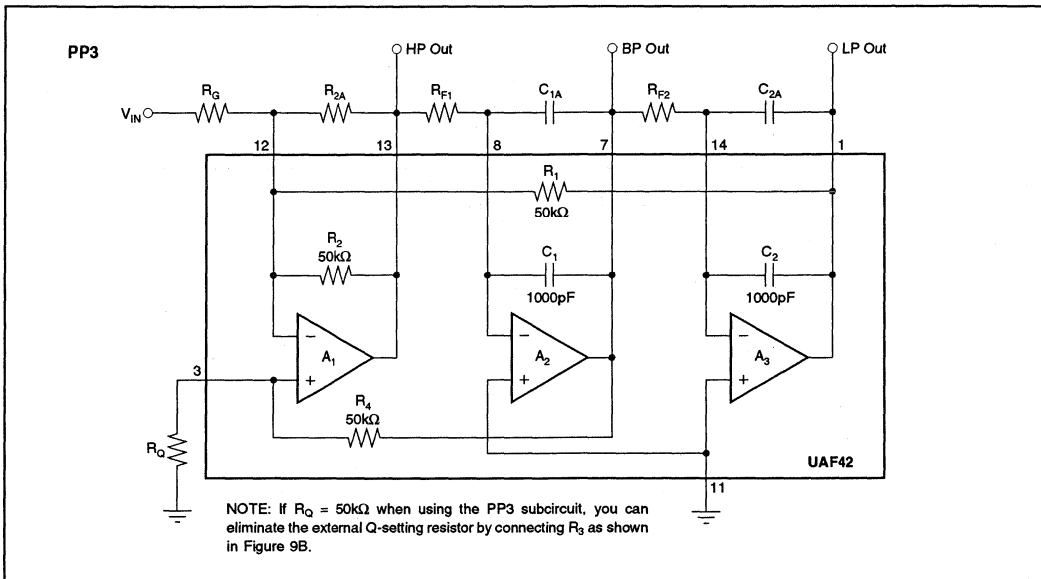 PP3
HP Out
BP Out
LP Out
V_IN
R_G
R_2A
R_F1
C_1A
R_F2
C_2A
12
13
8
7
14
1
R_1
50kΩ
R_2
50kΩ
C_1
1000pF
C_2
1000pF
−
A_1
+
−
A_2
+
−
A_3
+
3
R_4
50kΩ
R_Q
UAF42
11
NOTE: If R_Q = 50kΩ when using the PP3 subcircuit, you can
eliminate the external Q-setting resistor by connecting R_3 as shown
in Figure 9B.